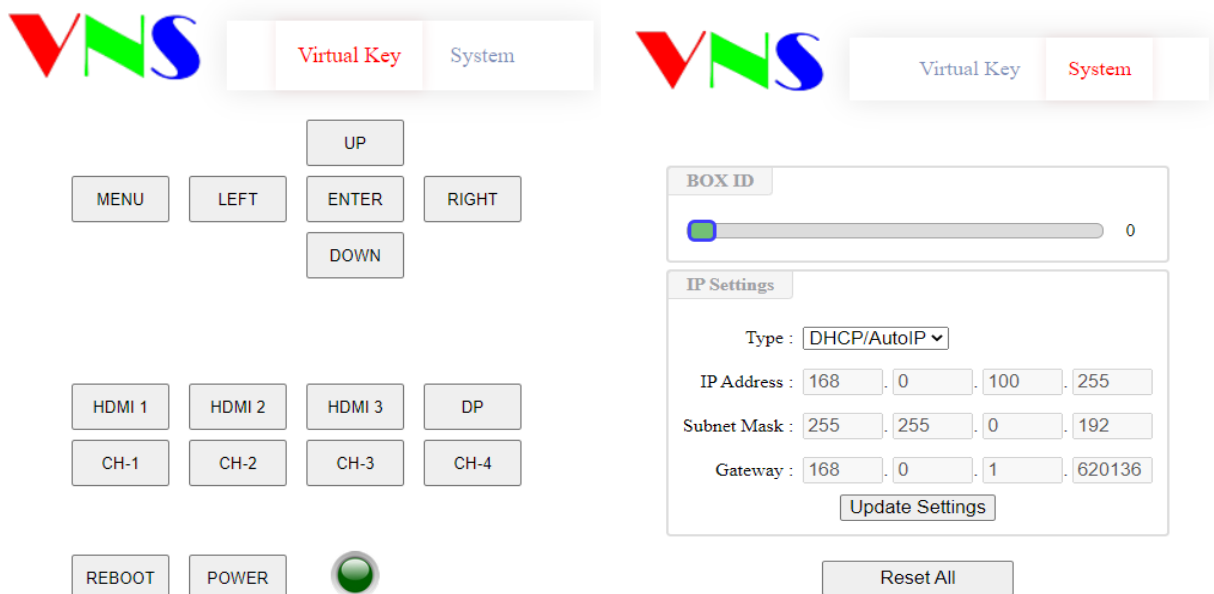 VNS
Virtual Key System
UP
MENU LEFT ENTER RIGHT
DOWN
HDMI 1 HDMI 2 HDMI 3 DP
CH-1 CH-2 CH-3 CH-4
REBOOT POWER
VNS
Virtual Key System
BOX ID
0
IP Settings
Type : DHCP/AutoIP
IP Address : 168 . 0 . 100 . 255
Subnet Mask : 255 . 255 . 0 . 192
Gateway : 168 . 0 . 1 . 620136
Update Settings
Reset All